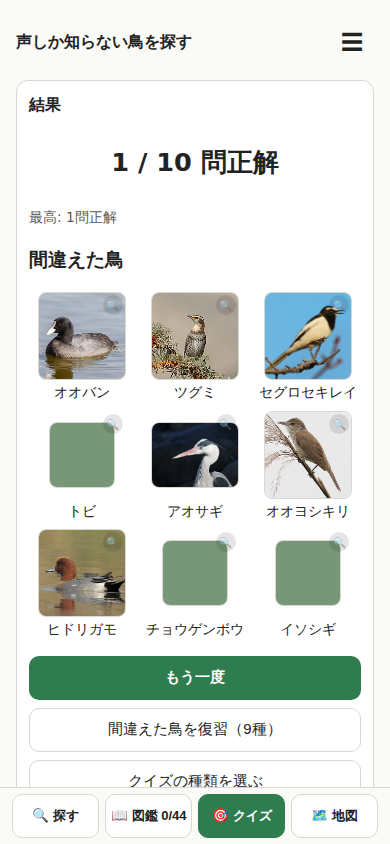 声しか知らない鳥を探す
☰
結果
1 / 10 問正解
最高: 1問正解
間違えた鳥
オオバン
ツグミ
セグロセキレイ
トビ
アオサギ
オオヨシキリ
ヒドリガモ
チョウゲンボウ
イソシギ
もう一度
間違えた鳥を復習（9種）
クイズの種類を選ぶ
🔍 探す
📖 図鑑 0/44
🎯 クイズ
🗺️ 地図